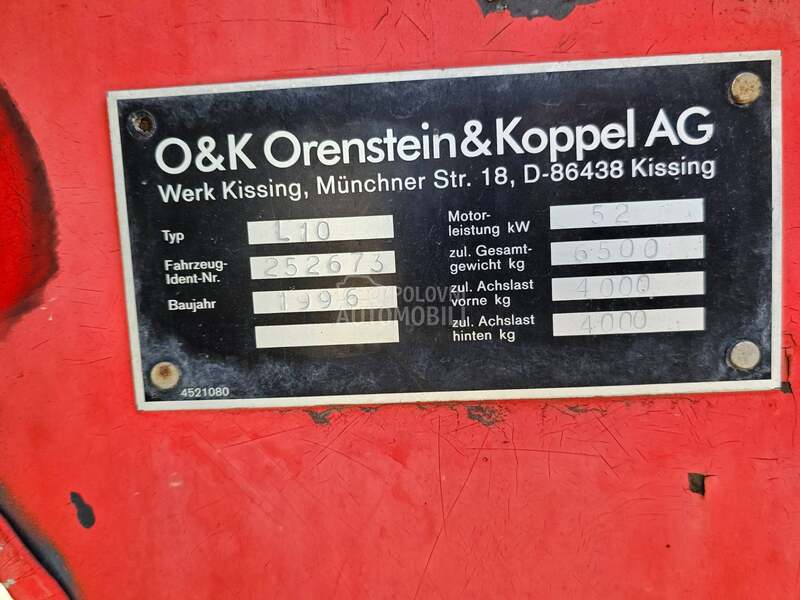 O&K Orenstein&Koppel AG
Werk Kissing, Münchner Str. 18, D-86438 Kissing
Typ L10
Fahrzeug-
Ident-Nr. 252673
Baujahr 1996
Motor-
leistung kW 52
zul. Gesamt-
gewicht kg 6500
zul. Achslast
vorne kg 4000
zul. Achslast
hinten kg 4000
4521080
POLOVNI
AUTOMOBILI